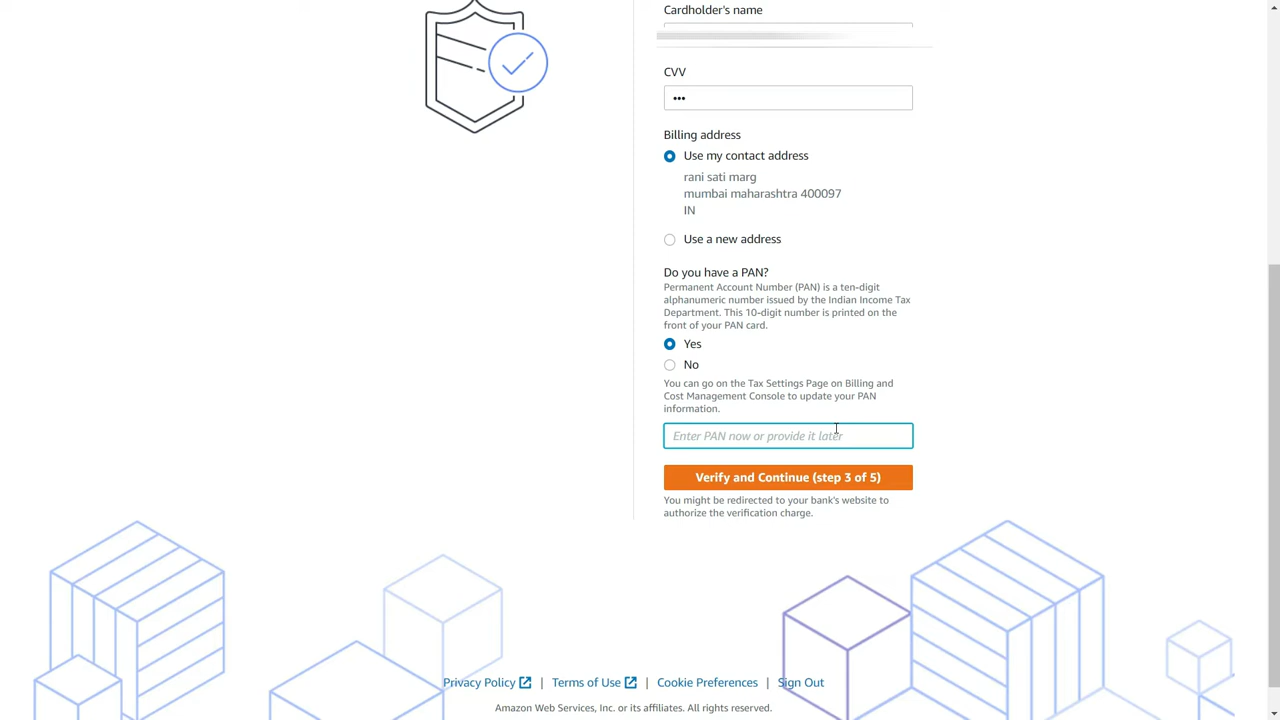 Cardholder's name
CVV
•••
Billing address
Use my contact address
rani sati marg
mumbai maharashtra 400097
IN
Use a new address
Do you have a PAN?
Permanent Account Number (PAN) is a ten-digit
alphanumeric number issued by the Indian Income Tax
Department. This 10-digit number is printed on the
front of your PAN card.
Yes
No
You can go on the Tax Settings Page on Billing and
Cost Management Console to update your PAN
information.
Enter PAN now or provide it later
Verify and Continue (step 3 of 5)
You might be redirected to your bank's website to
authorize the verification charge.
Privacy Policy | Terms of Use | Cookie Preferences | Sign Out
Amazon Web Services, Inc. or its affiliates. All rights reserved.